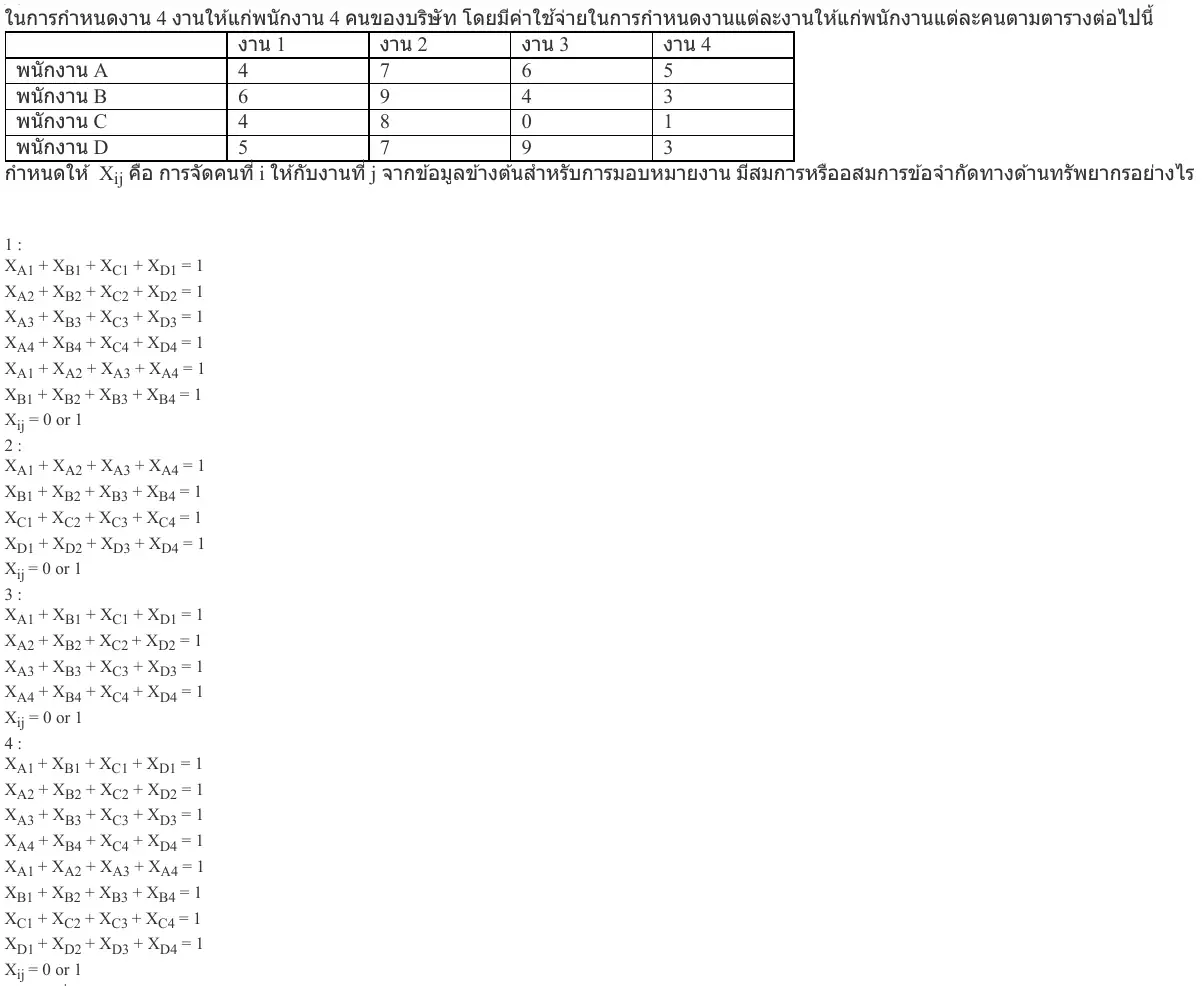 ในการกำหนดงาน 4 งานให้แก่พนักงาน 4 คนของบริษัท โดยมีค่าใช้จ่ายในการกำหนดงานแต่ละงานให้แก่พนักงานแต่ละคนตามตารางต่อไปนี้
งาน 1 งาน 2 งาน 3 งาน 4
พนักงาน A 4 7 6 5
พนักงาน B 6 9 4 3
พนักงาน C 4 8 0 1
พนักงาน D 5 7 9 3
กำหนดให้ Xij คือ การจัดคนที่ i ให้กับงานที่ j จากข้อมูลข้างต้นสำหรับการมอบหมายงาน มีสมการหรืออสมการข้อจำกัดทางด้านทรัพยากรอย่างไร
1 :
XA1 + XB1 + XC1 + XD1 = 1
XA2 + XB2 + XC2 + XD2 = 1
XA3 + XB3 + XC3 + XD3 = 1
XA4 + XB4 + XC4 + XD4 = 1
XA1 + XA2 + XA3 + XA4 = 1
XB1 + XB2 + XB3 + XB4 = 1
Xij = 0 or 1
2 :
XA1 + XA2 + XA3 + XA4 = 1
XB1 + XB2 + XB3 + XB4 = 1
XC1 + XC2 + XC3 + XC4 = 1
XD1 + XD2 + XD3 + XD4 = 1
Xij = 0 or 1
3 :
XA1 + XB1 + XC1 + XD1 = 1
XA2 + XB2 + XC2 + XD2 = 1
XA3 + XB3 + XC3 + XD3 = 1
XA4 + XB4 + XC4 + XD4 = 1
Xij = 0 or 1
4 :
XA1 + XB1 + XC1 + XD1 = 1
XA2 + XB2 + XC2 + XD2 = 1
XA3 + XB3 + XC3 + XD3 = 1
XA4 + XB4 + XC4 + XD4 = 1
XA1 + XA2 + XA3 + XA4 = 1
XB1 + XB2 + XB3 + XB4 = 1
XC1 + XC2 + XC3 + XC4 = 1
XD1 + XD2 + XD3 + XD4 = 1
Xij = 0 or 1